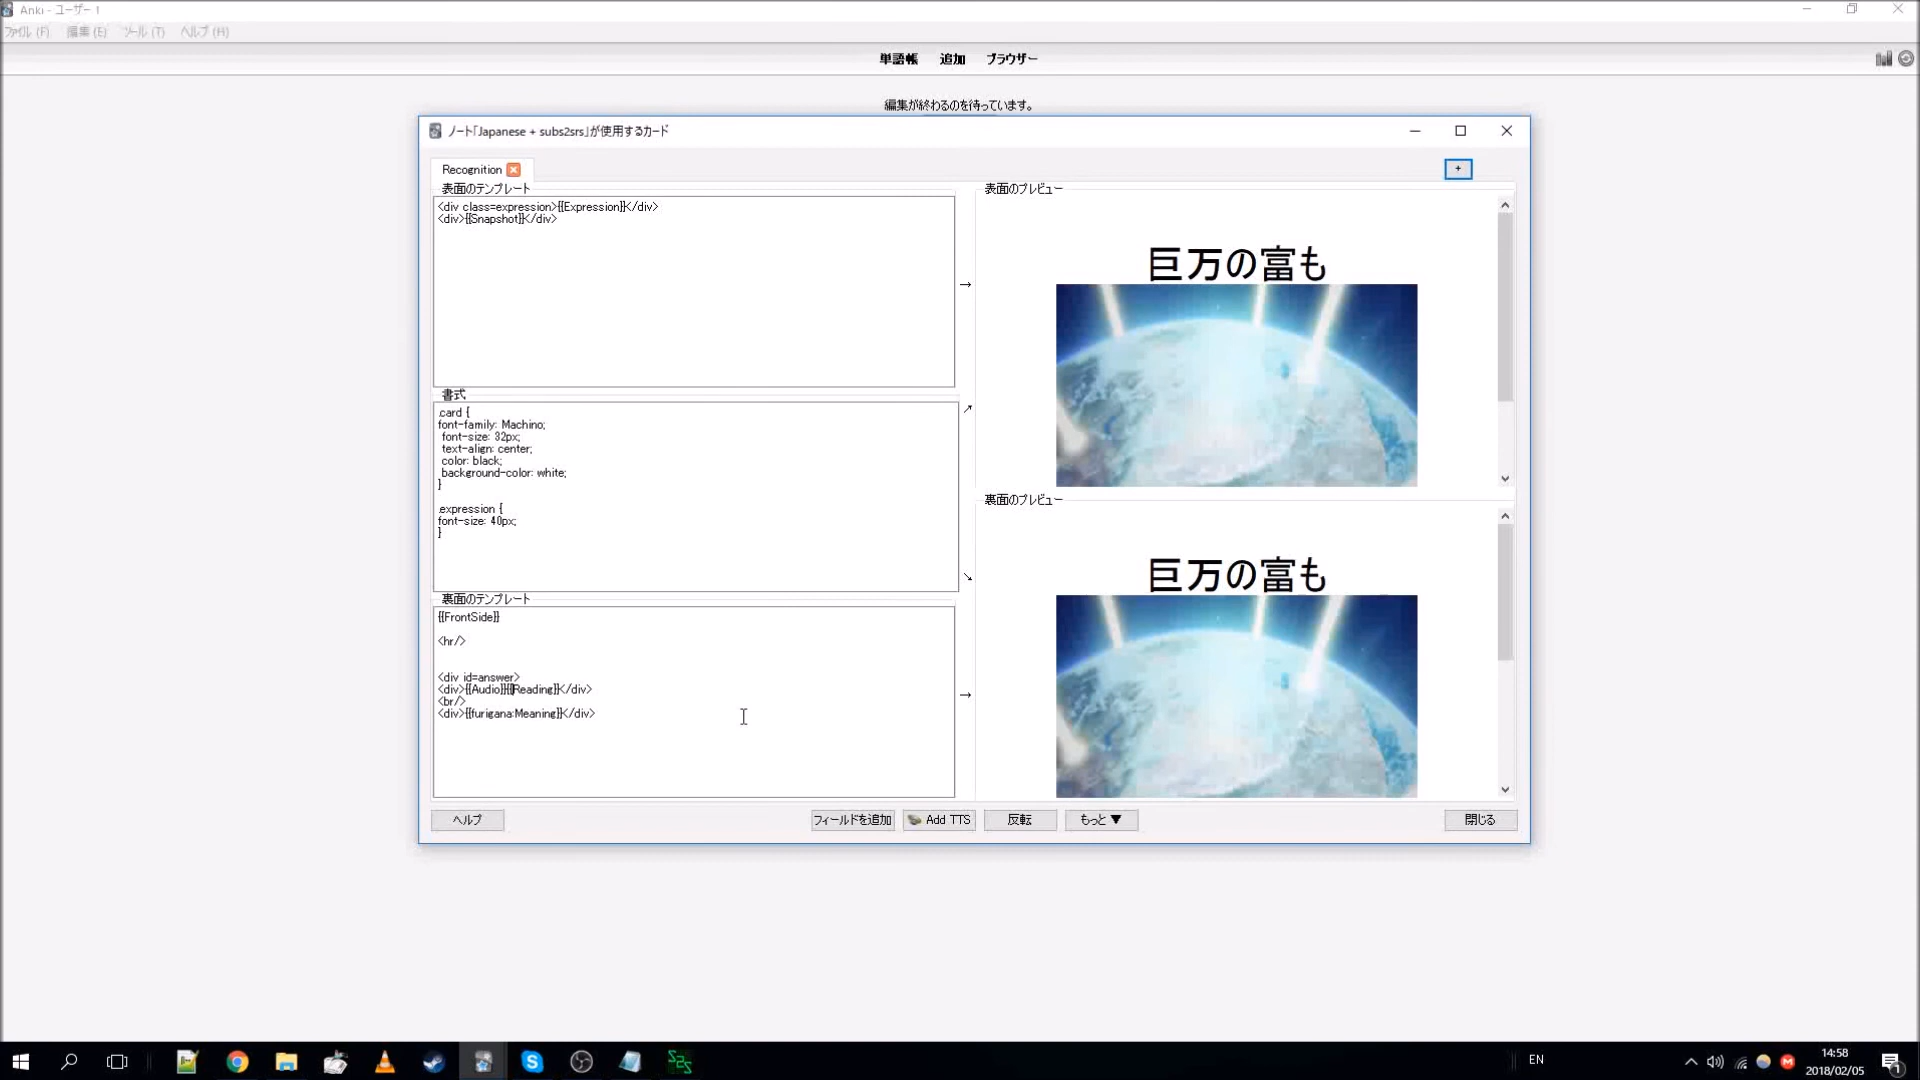 Anki - ユーザー 1
ファイル (F) 編集 (E) ツール (T) ヘルプ (H)
単語帳 追加 ブラウザー
編集が終わるのを待っています。
ノート「Japanese + subs2srs」が使用するカード
Recognition
+
表面のテンプレート
<div class=expression>{{Expression}}</div>
<div>{{Snapshot}}</div>
書式
.card {
font-family: Machino;
font-size: 32px;
text-align: center;
color: black;
background-color: white;
}
.expression {
font-size: 40px;
}
裏面のテンプレート
{{FrontSide}}
<hr/>
<div id=answer>
<div>{{Audio}}{{Reading}}</div>
<br/>
<div>{{furigana:Meaning}}</div>
表面のプレビュー
巨万の富も
裏面のプレビュー
巨万の富も
ヘルプ フィールドを追加 Add TTS 反転 もっと ▼ 閉じる
EN
14:58
2018/02/05
1